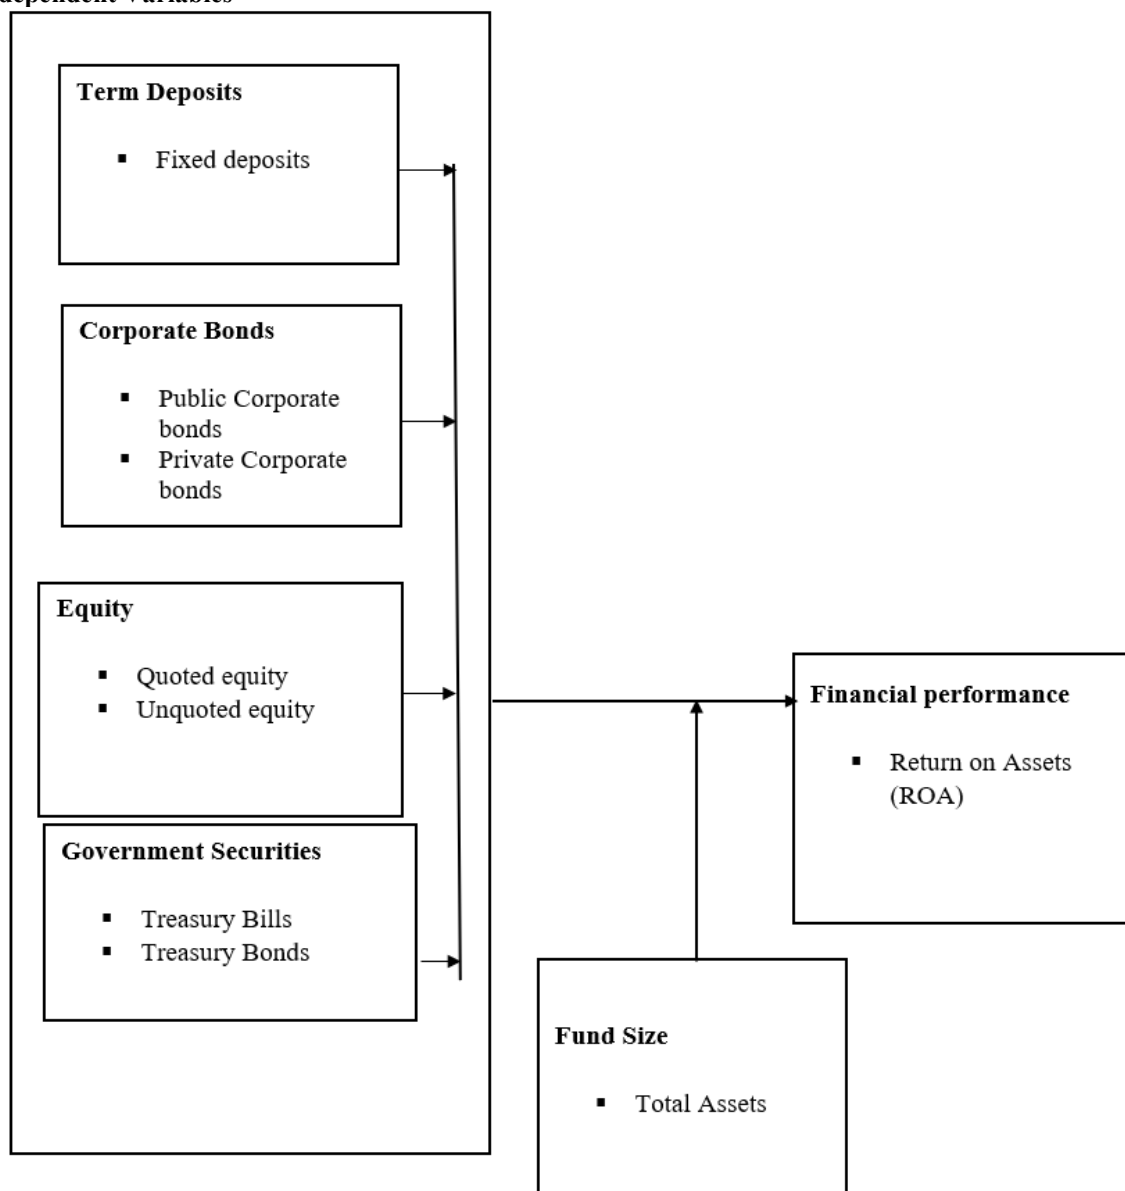 Term Deposits
▪ Fixed deposits
Corporate Bonds
▪ Public Corporate
bonds
▪ Private Corporate
bonds
Equity
▪ Quoted equity
▪ Unquoted equity
Government Securities
▪ Treasury Bills
▪ Treasury Bonds
Financial performance
▪ Return on Assets
(ROA)
Fund Size
▪ Total Assets